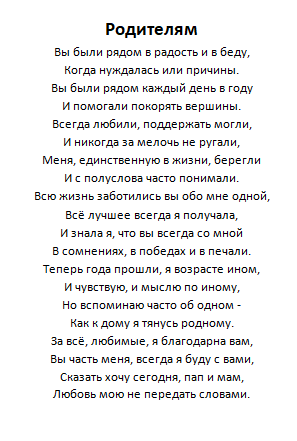 Родителям
Вы были рядом в радость и в беду,
Когда нуждалась или причины.
Вы были рядом каждый день в году
И помогали покорять вершины.
Всегда любили, поддержать могли,
И никогда за мелочь не ругали,
Меня, единственную в жизни, берегли
И с полуслова часто понимали.
Всю жизнь заботились вы обо мне одной,
Всё лучшее всегда я получала,
И знала я, что вы всегда со мной
В сомнениях, в победах и в печали.
Теперь года прошли, я возрасте ином,
И чувствую, и мыслю по иному,
Но вспоминаю часто об одном -
Как к дому я тянусь родному.
За всё, любимые, я благодарна вам,
Вы часть меня, всегда я буду с вами,
Сказать хочу сегодня, пап и мам,
Любовь мою не передать словами.